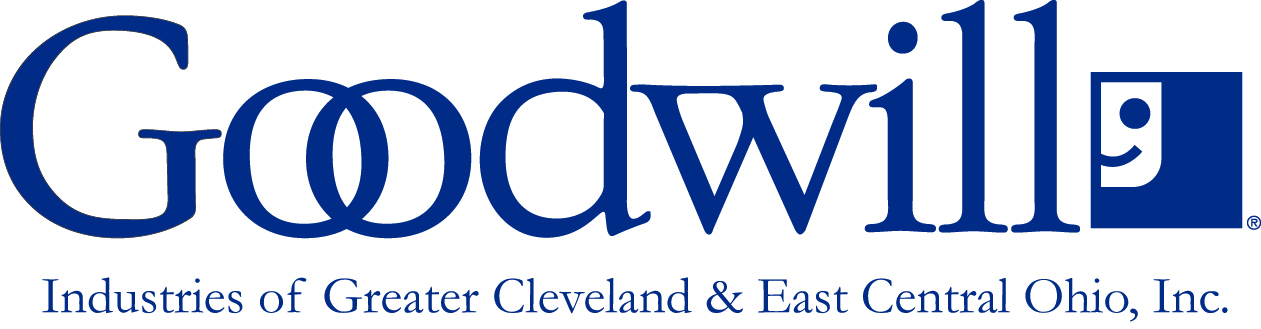 Goodwill®
Industries of Greater Cleveland & East Central Ohio, Inc.